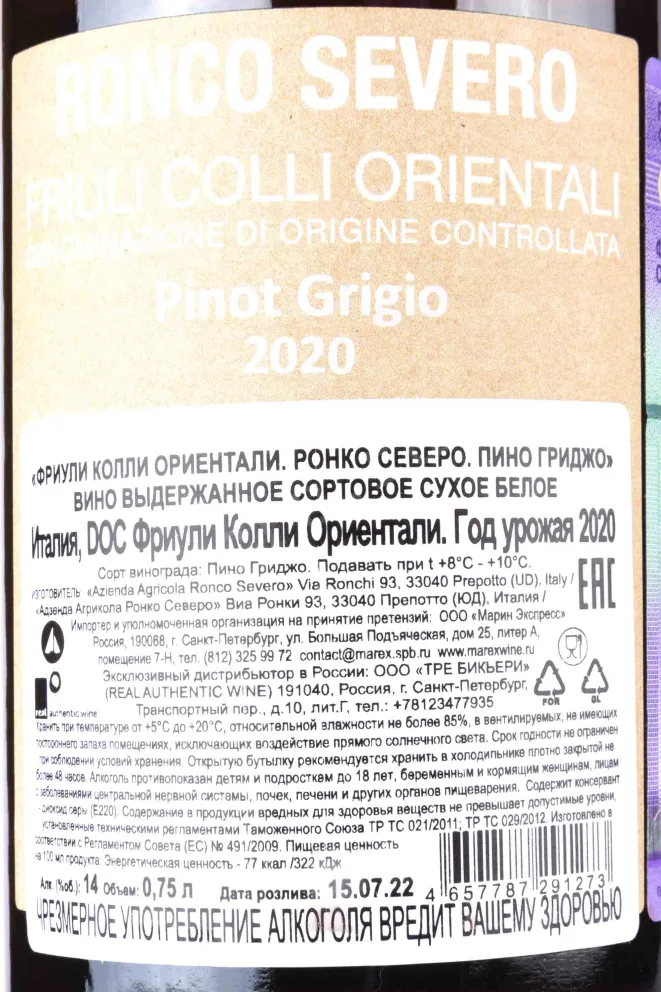 RONCO SEVERO
FRIULI COLLI ORIENTALI
DENOMINAZIONE DI ORIGINE CONTROLLATA
Pinot Grigio
2020
«ФРИУЛИ КОЛЛИ ОРИЕНТАЛИ. РОНКО СЕВЕРО. ПИНО ГРИДЖО»
ВИНО ВЫДЕРЖАННОЕ СОРТОВОЕ СУХОЕ БЕЛОЕ
Италия, DOC Фриули Колли Ориентали. Год урожая 2020
Сорт винограда: Пино Гриджо. Подавать при t +8°C - +10°C.
Изготовитель «Azienda Agricola Ronco Severo» Via Ronchi 93, 33040 Prepotto (UD), Italy /
«Адзенда Агрикола Ронко Северо» Виа Ронки 93, 33040 Препотто (ЮД), Италия /
EAC
Импортер и уполномоченная организация на принятие претензий: ООО «Марин Экспресс»
Россия, 190068, г. Санкт-Петербург, ул. Большая Подъяческая, дом 25, литер А,
помещение 7-Н, тел. (812) 325 99 72 contact@marex.spb.ru www.marexwine.ru
Эксклюзивный дистрибьютор в России: ООО «ТРЕ БИКЬЕРИ»
(REAL AUTHENTIC WINE) 191040, Россия, г. Санкт-Петербург,
Транспортный пер., д.10, лит.Г, тел.: +78123477935
FOR
GL
real authentic wine
Хранить при температуре от +5°C до +20°C, относительной влажности не более 85%, в вентилируемых, не имеющих
постороннего запаха помещениях, исключающих воздействие прямого солнечного света. Срок годности не ограничен
при соблюдении условий хранения. Открытую бутылку рекомендуется хранить в холодильнике плотно закрытой не
более 48 часов. Алкоголь противопоказан детям и подросткам до 18 лет, беременным и кормящим женщинам, лицам
с заболеваниями центральной нервной системы, почек, печени и других органов пищеварения. Содержит консервант
- диоксид серы (E220). Содержание в продукции вредных для здоровья веществ не превышает допустимые уровни,
установленные техническими регламентами Таможенного Союза ТР ТС 021/2011; ТР ТС 029/2012. Изготовлено в
соответствии с Регламентом Совета (ЕС) № 491/2009. Пищевая ценность
на 100 мл продукта: Энергетическая ценность - 77 ккал /322 кДж
Алк. (%об.): 14 Объем: 0,75 л Дата розлива: 15.07.22
4 657787 291273
ЧРЕЗМЕРНОЕ УПОТРЕБЛЕНИЕ АЛКОГОЛЯ ВРЕДИТ ВАШЕМУ ЗДОРОВЬЮ